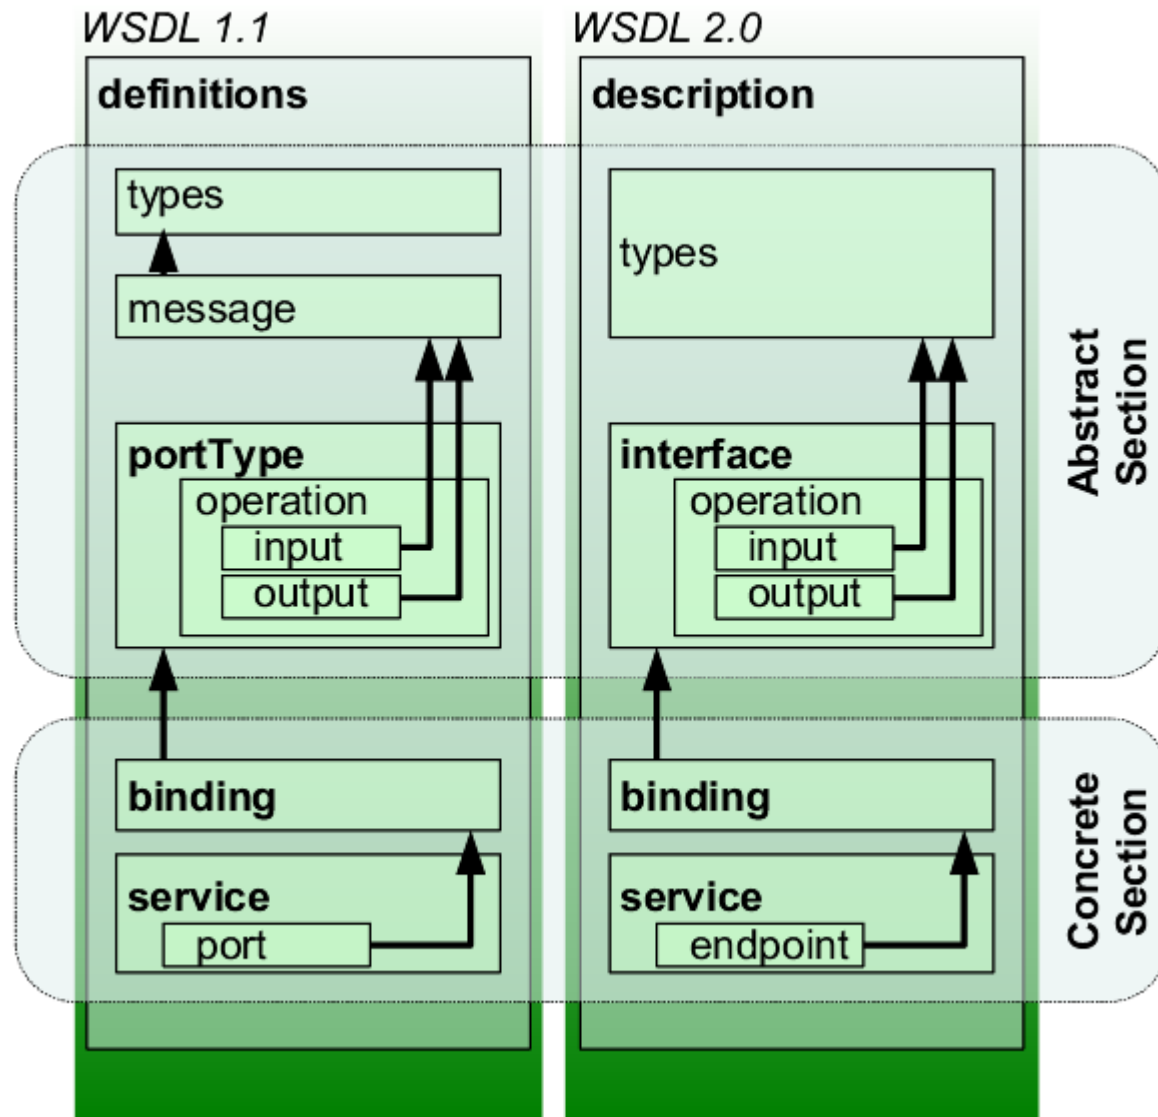 WSDL 1.1
definitions
types
message
portType
operation
input
output
binding
service
port
WSDL 2.0
description
types
interface
operation
input
output
binding
service
endpoint
Abstract
Section
Concrete
Section